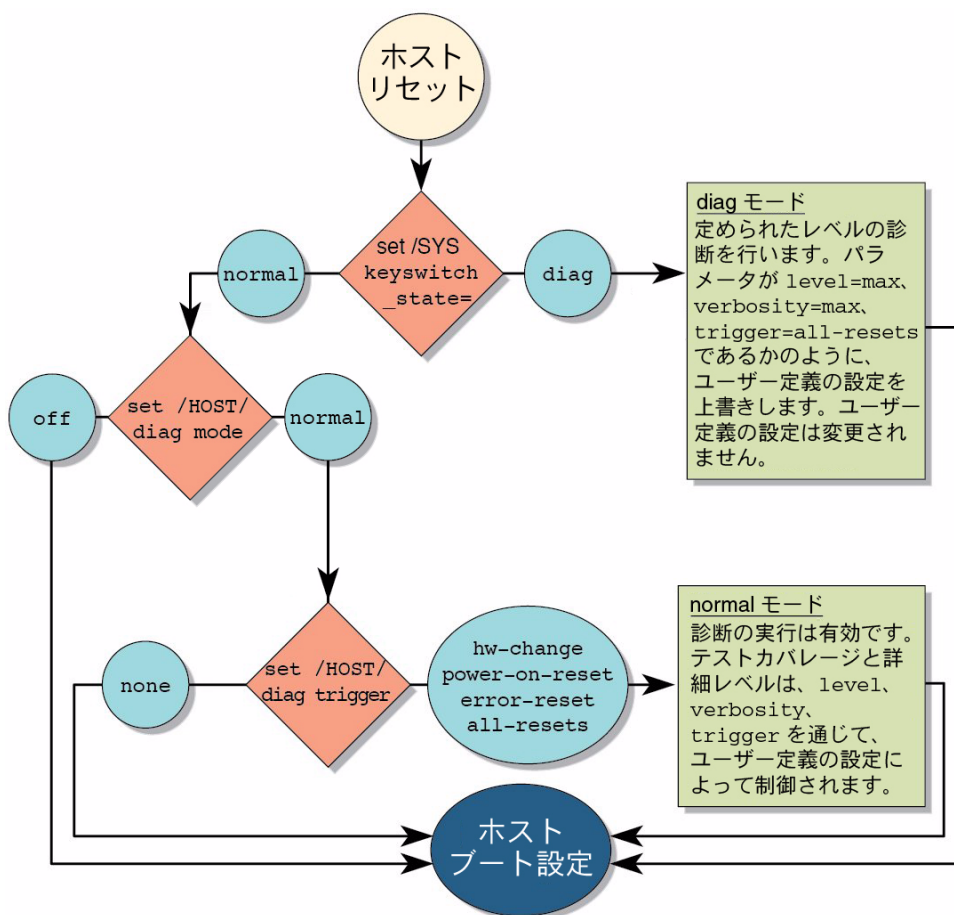 ホスト
リセット
set /SYS
keyswitch
_state=
normal
diag
diag モード
定められたレベルの診
断を行います。パラ
メータが level=max、
verbosity=max、
trigger=all-resets
であるかのように、
ユーザー定義の設定を
上書きします。ユーザー
定義の設定は変更され
ません。
off
set /HOST/
diag mode
normal
none
set /HOST/
diag trigger
hw-change
power-on-reset
error-reset
all-resets
normal モード
診断の実行は有効です。
テストカバレージと詳
細レベルは、level、
verbosity、
trigger を通じて、
ユーザー定義の設定に
よって制御されます。
ホスト
ブート設定